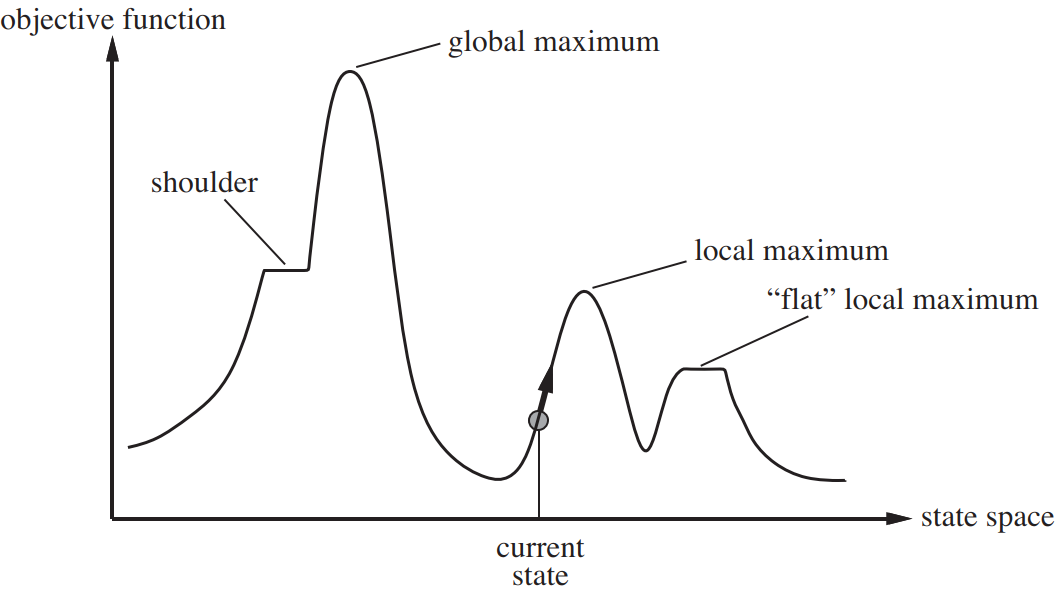 objective function
global maximum
shoulder
local maximum
“flat” local maximum
state space
current
state